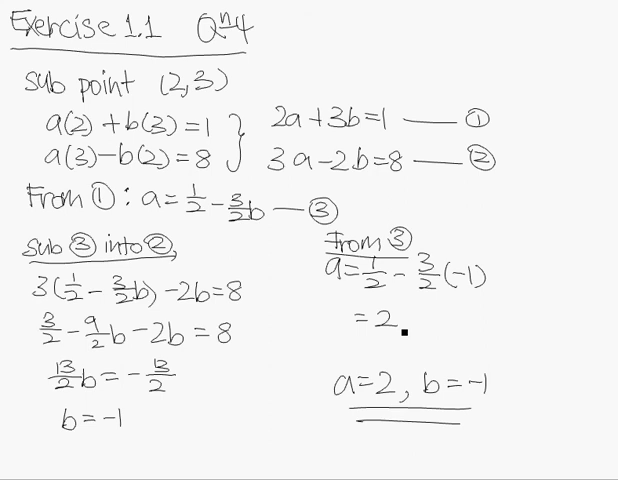 Exercise 1.1 Qⁿ4
sub point (2,3)
a(2) + b(3) = 1
a(3) − b(2) = 8
2a + 3b = 1 —— ①
3a − 2b = 8 —— ②
From ① : a = 1/2 − 3/2 b — ③
Sub ③ into ②,
3(1/2 − 3/2 b) − 2b = 8
3/2 − 9/2 b − 2b = 8
13/2 b = − 13/2
b = −1
From ③
a = 1/2 − 3/2 (−1)
= 2
a = 2, b = −1